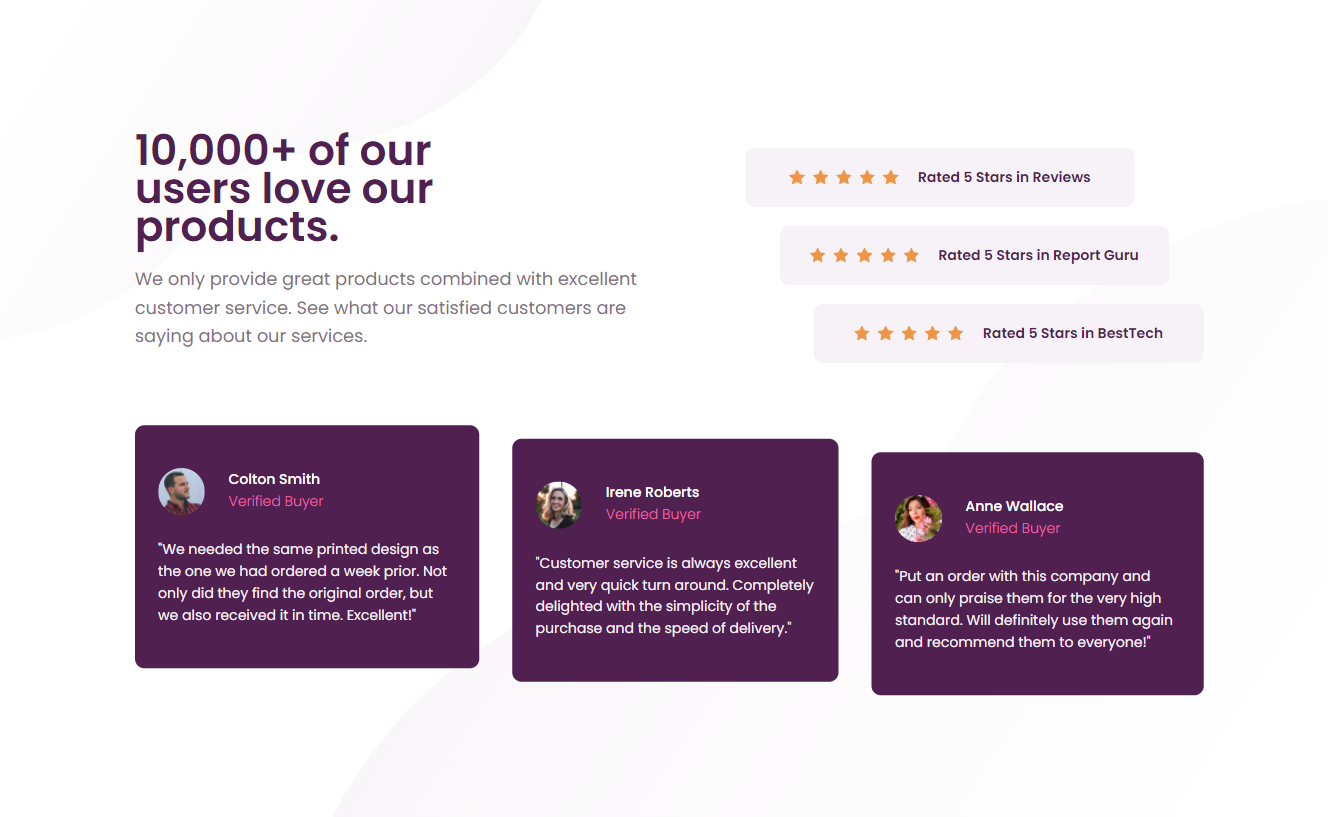 10,000+ of our
users love our
products.
We only provide great products combined with excellent
customer service. See what our satisfied customers are
saying about our services.
Rated 5 Stars in Reviews
Rated 5 Stars in Report Guru
Rated 5 Stars in BestTech
Colton Smith
Verified Buyer
"We needed the same printed design as
the one we had ordered a week prior. Not
only did they find the original order, but
we also received it in time. Excellent!"
Irene Roberts
Verified Buyer
"Customer service is always excellent
and very quick turn around. Completely
delighted with the simplicity of the
purchase and the speed of delivery."
Anne Wallace
Verified Buyer
"Put an order with this company and
can only praise them for the very high
standard. Will definitely use them again
and recommend them to everyone!"